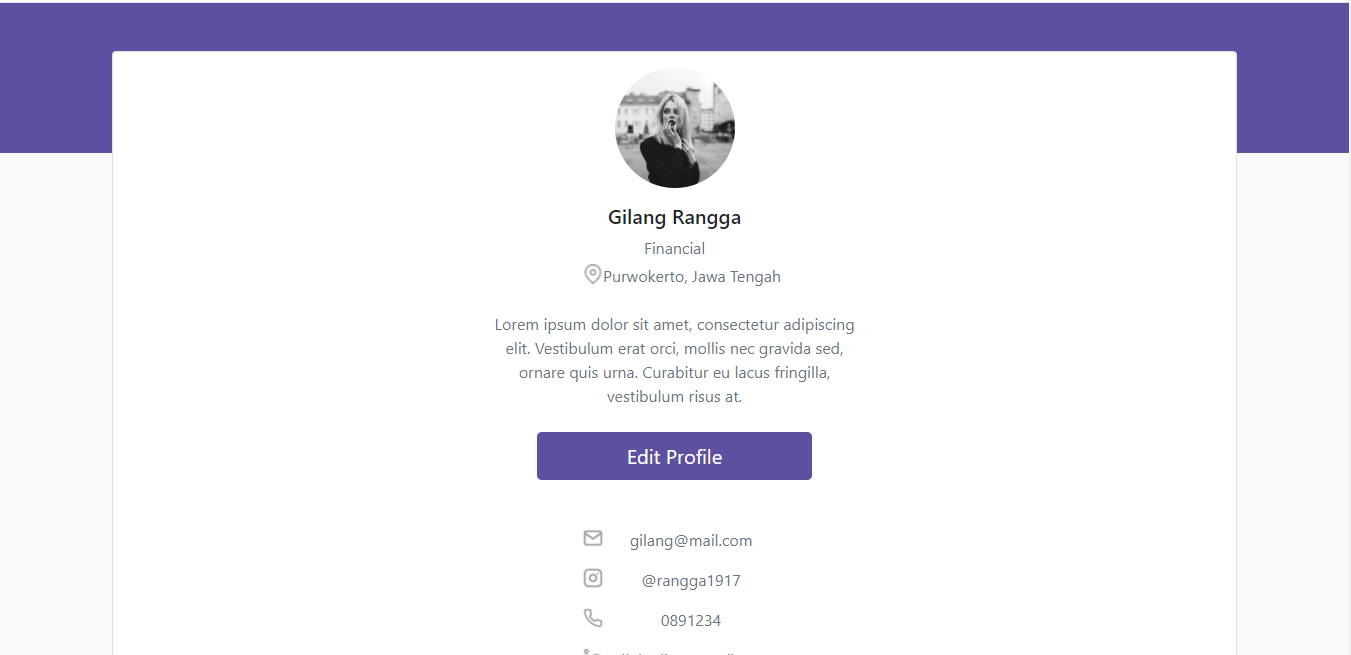 Gilang Rangga
Financial
Purwokerto, Jawa Tengah
Lorem ipsum dolor sit amet, consectetur adipiscing
elit. Vestibulum erat orci, mollis nec gravida sed,
ornare quis urna. Curabitur eu lacus fringilla,
vestibulum risus at.
Edit Profile
gilang@mail.com
@rangga1917
0891234